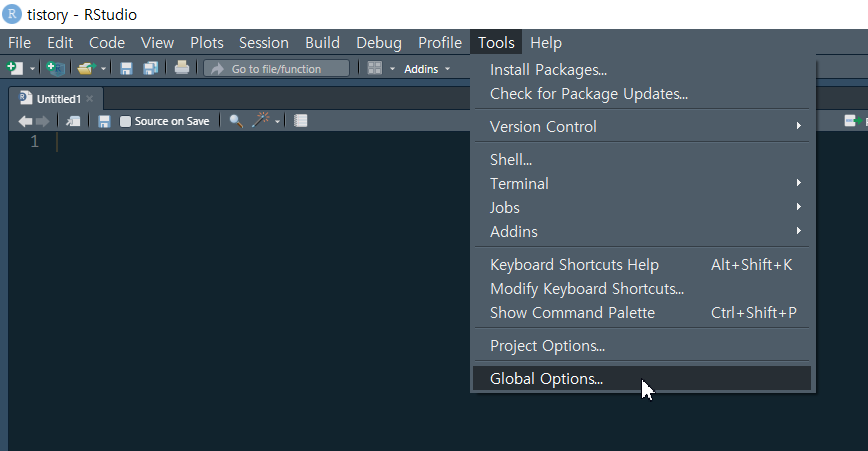 R tistory - RStudio
File Edit Code View Plots Session Build Debug Profile Tools Help
Go to file/function Addins
Untitled1
Source on Save
1
Install Packages...
Check for Package Updates...
Version Control
Shell...
Terminal
Jobs
Addins
Keyboard Shortcuts Help Alt+Shift+K
Modify Keyboard Shortcuts...
Show Command Palette Ctrl+Shift+P
Project Options...
Global Options...